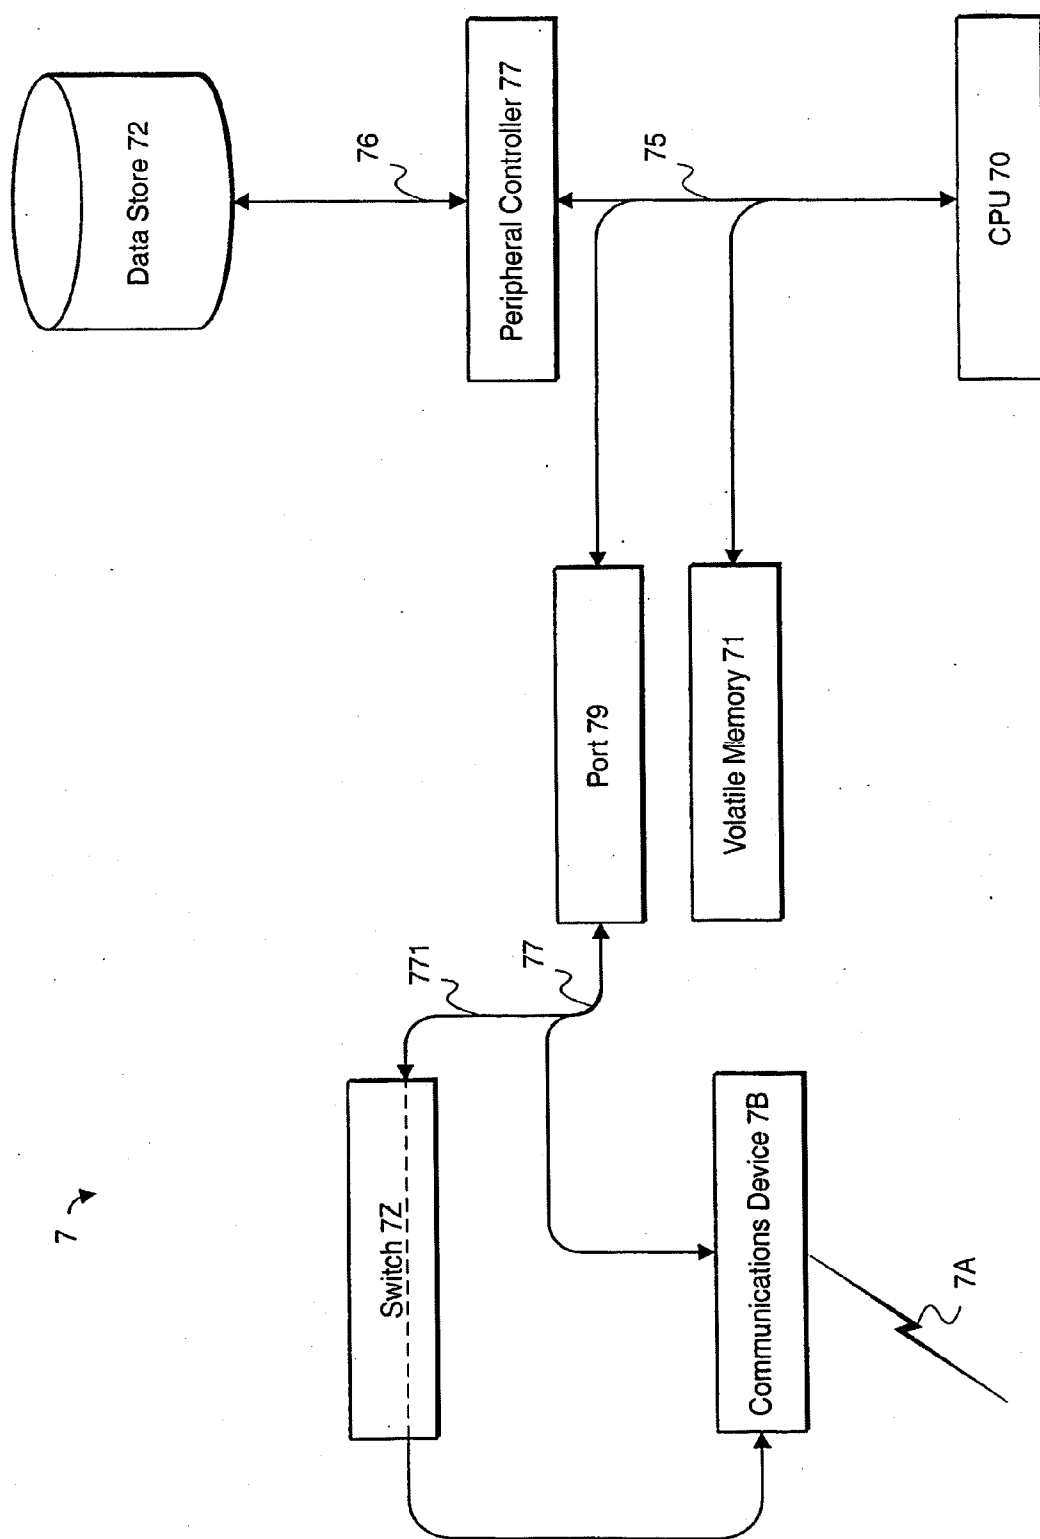 7
Switch 7Z
771
77
Communications Device 7B
7A
Port 79
Volatile Memory 71
Data Store 72
76
Peripheral Controller 77
75
CPU 70